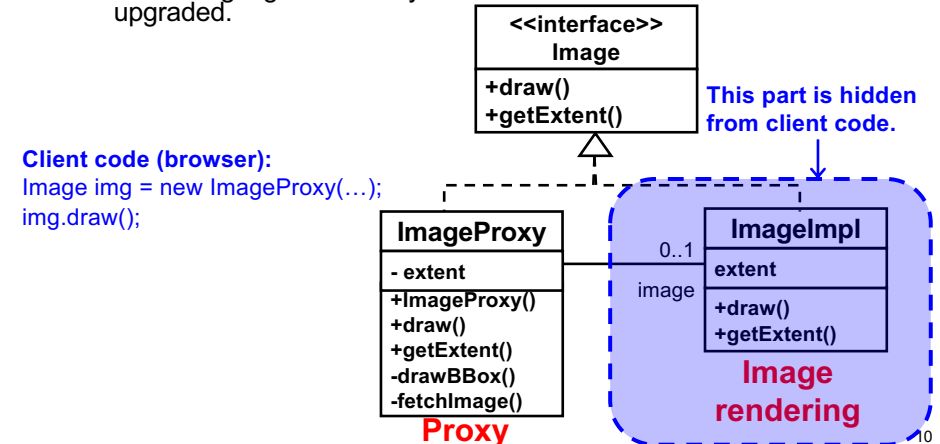 upgraded.
<<interface>>
Image
+draw()
+getExtent()
This part is hidden
from client code.
Client code (browser):
Image img = new ImageProxy(…);
img.draw();
ImageProxy
- extent
+ImageProxy()
+draw()
+getExtent()
-drawBBox()
-fetchImage()
Proxy
0..1
image
ImageImpl
extent
+draw()
+getExtent()
Image
rendering
10